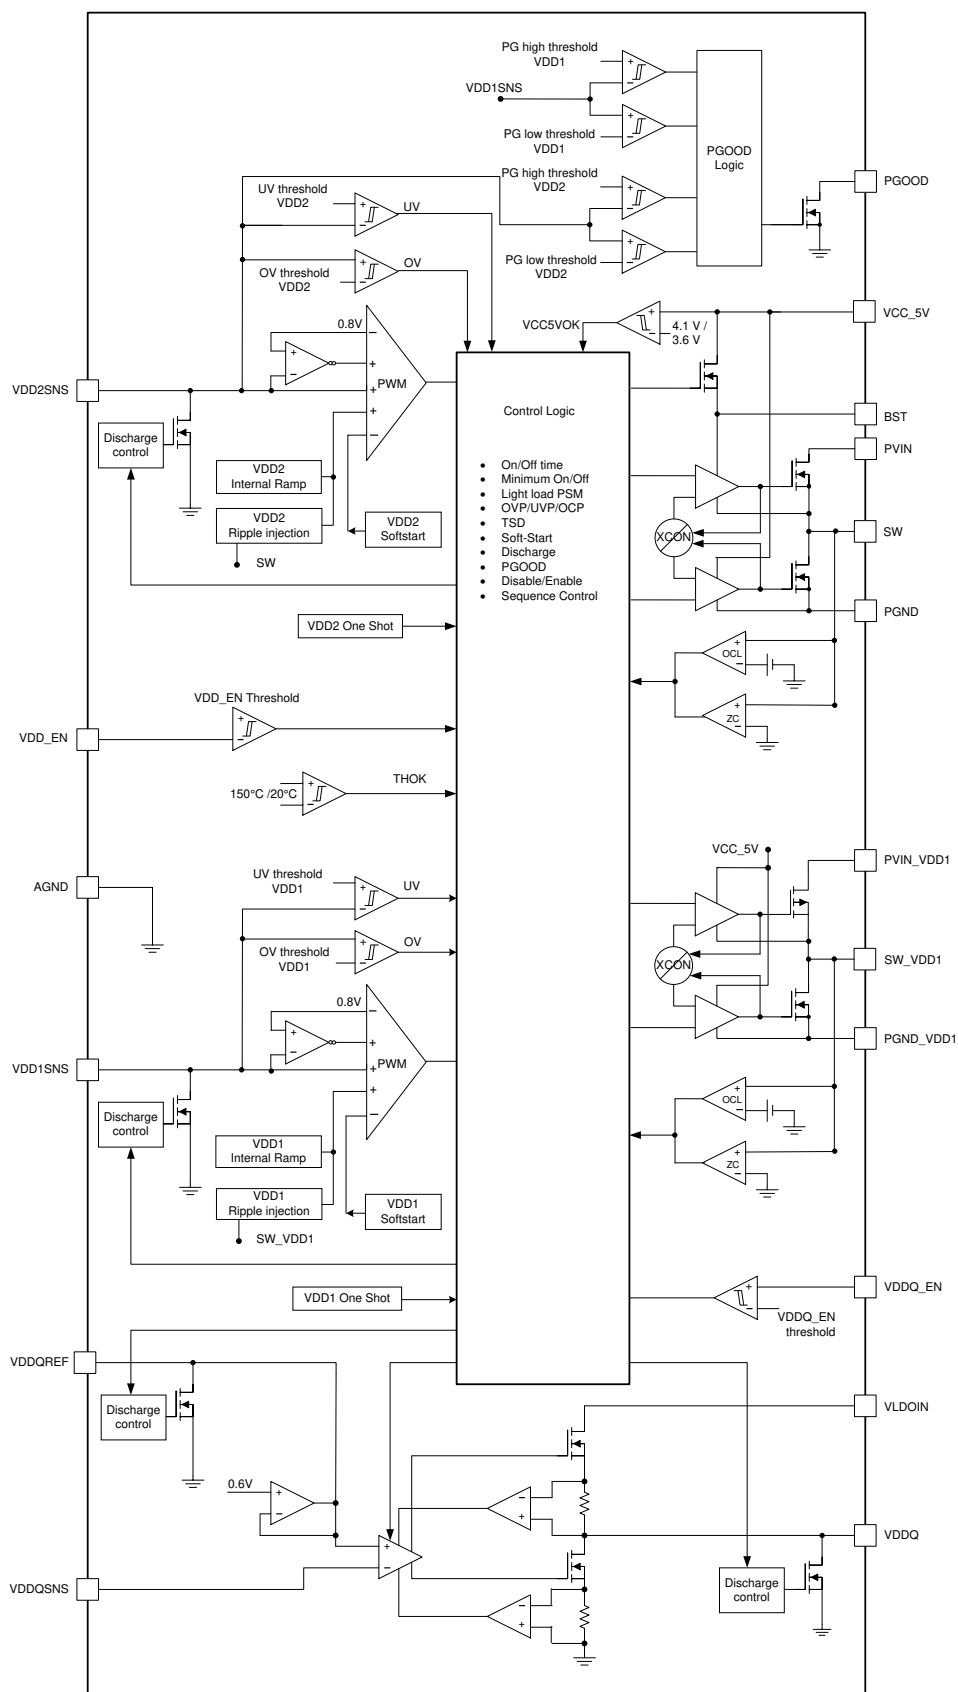 PG high threshold
VDD1
VDD1SNS
PG low threshold
VDD1
PGOOD
Logic
PG high threshold
VDD2
PG low threshold
VDD2
PGOOD
UV threshold
VDD2
UV
OV threshold
VDD2
OV
VCC5VOK
4.1 V /
3.6 V
VCC_5V
0.8V
PWM
VDD2SNS
Discharge
control
VDD2
Internal Ramp
VDD2
Ripple injection
SW
VDD2
Softstart
Control Logic
• On/Off time
• Minimum On/Off
• Light load PSM
• OVP/UVP/OCP
• TSD
• Soft-Start
• Discharge
• PGOOD
• Disable/Enable
• Sequence Control
BST
PVIN
XCON
SW
PGND
VDD2 One Shot
OCL
ZC
VDD_EN Threshold
VDD_EN
150°C /20°C
THOK
AGND
UV threshold
VDD1
UV
OV threshold
VDD1
OV
VCC_5V
PVIN_VDD1
XCON
SW_VDD1
PGND_VDD1
0.8V
PWM
VDD1SNS
Discharge
control
VDD1
Internal Ramp
VDD1
Ripple injection
SW_VDD1
VDD1
Softstart
OCL
ZC
VDD1 One Shot
VDDQ_EN
VDDQ_EN
threshold
VDDQREF
Discharge
control
VLDOIN
0.6V
VDDQ
VDDQSNS
Discharge
control